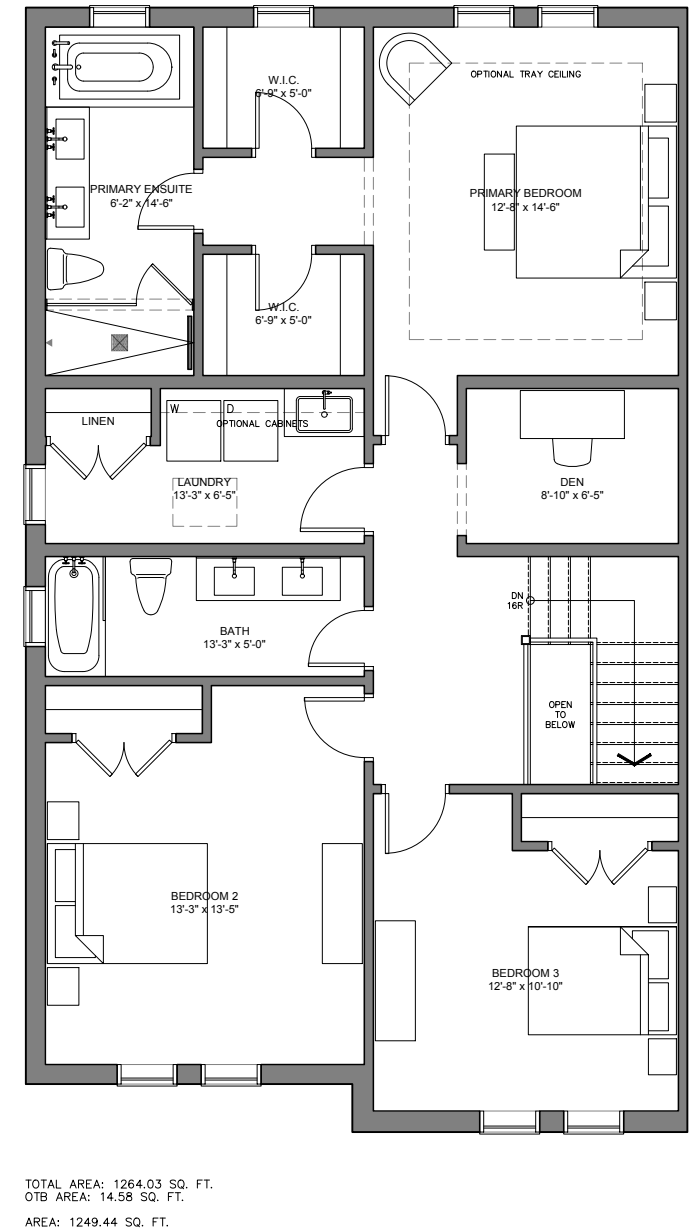 W.I.C.
6'-9" x 5'-0"
OPTIONAL TRAY CEILING
PRIMARY ENSUITE
6'-2" x 14'-6"
PRIMARY BEDROOM
12'-8" x 14'-6"
W.I.C.
6'-9" x 5'-0"
LINEN
W
D
OPTIONAL CABINETS
LAUNDRY
13'-3" x 6'-5"
DEN
8'-10" x 6'-5"
DN
16R
BATH
13'-3" x 5'-0"
OPEN
TO
BELOW
BEDROOM 2
13'-3" x 13'-5"
BEDROOM 3
12'-8" x 10'-10"
TOTAL AREA: 1264.03 SQ. FT.
OTB AREA: 14.58 SQ. FT.
AREA: 1249.44 SQ. FT.